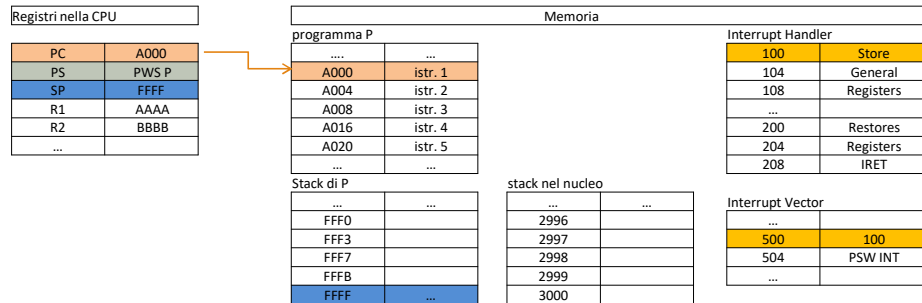 Registri nella CPU
Memoria
programma P
Interrupt Handler
PC A000
PS PWS P
SP FFFF
R1 AAAA
R2 BBBB
...
.... ...
A000 istr. 1
A004 istr. 2
A008 istr. 3
A016 istr. 4
A020 istr. 5
... ...
100 Store
104 General
108 Registers
...
200 Restores
204 Registers
208 IRET
Stack di P
... ...
FFF0
FFF3
FFF7
FFFB
FFFF ...
stack nel nucleo
... ...
2996
2997
2998
2999
3000
Interrupt Vector
...
500 100
504 PSW INT
...